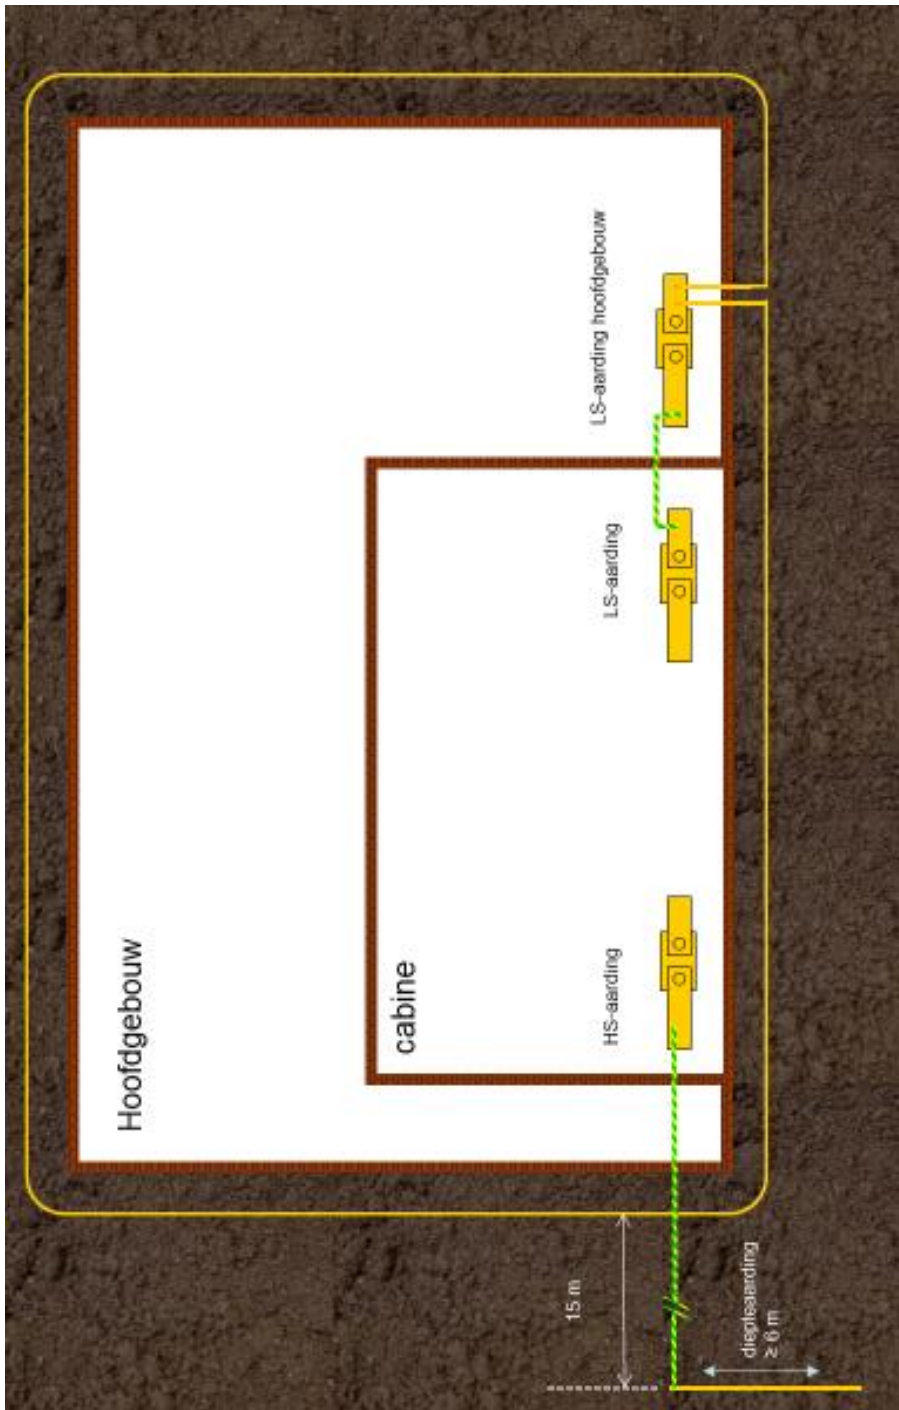 Hoofdgebouw
cabine
HS-aarding
LS-aarding
LS-aarding hoofdgebouw
15 m
diepteaarding
≥ 6 m